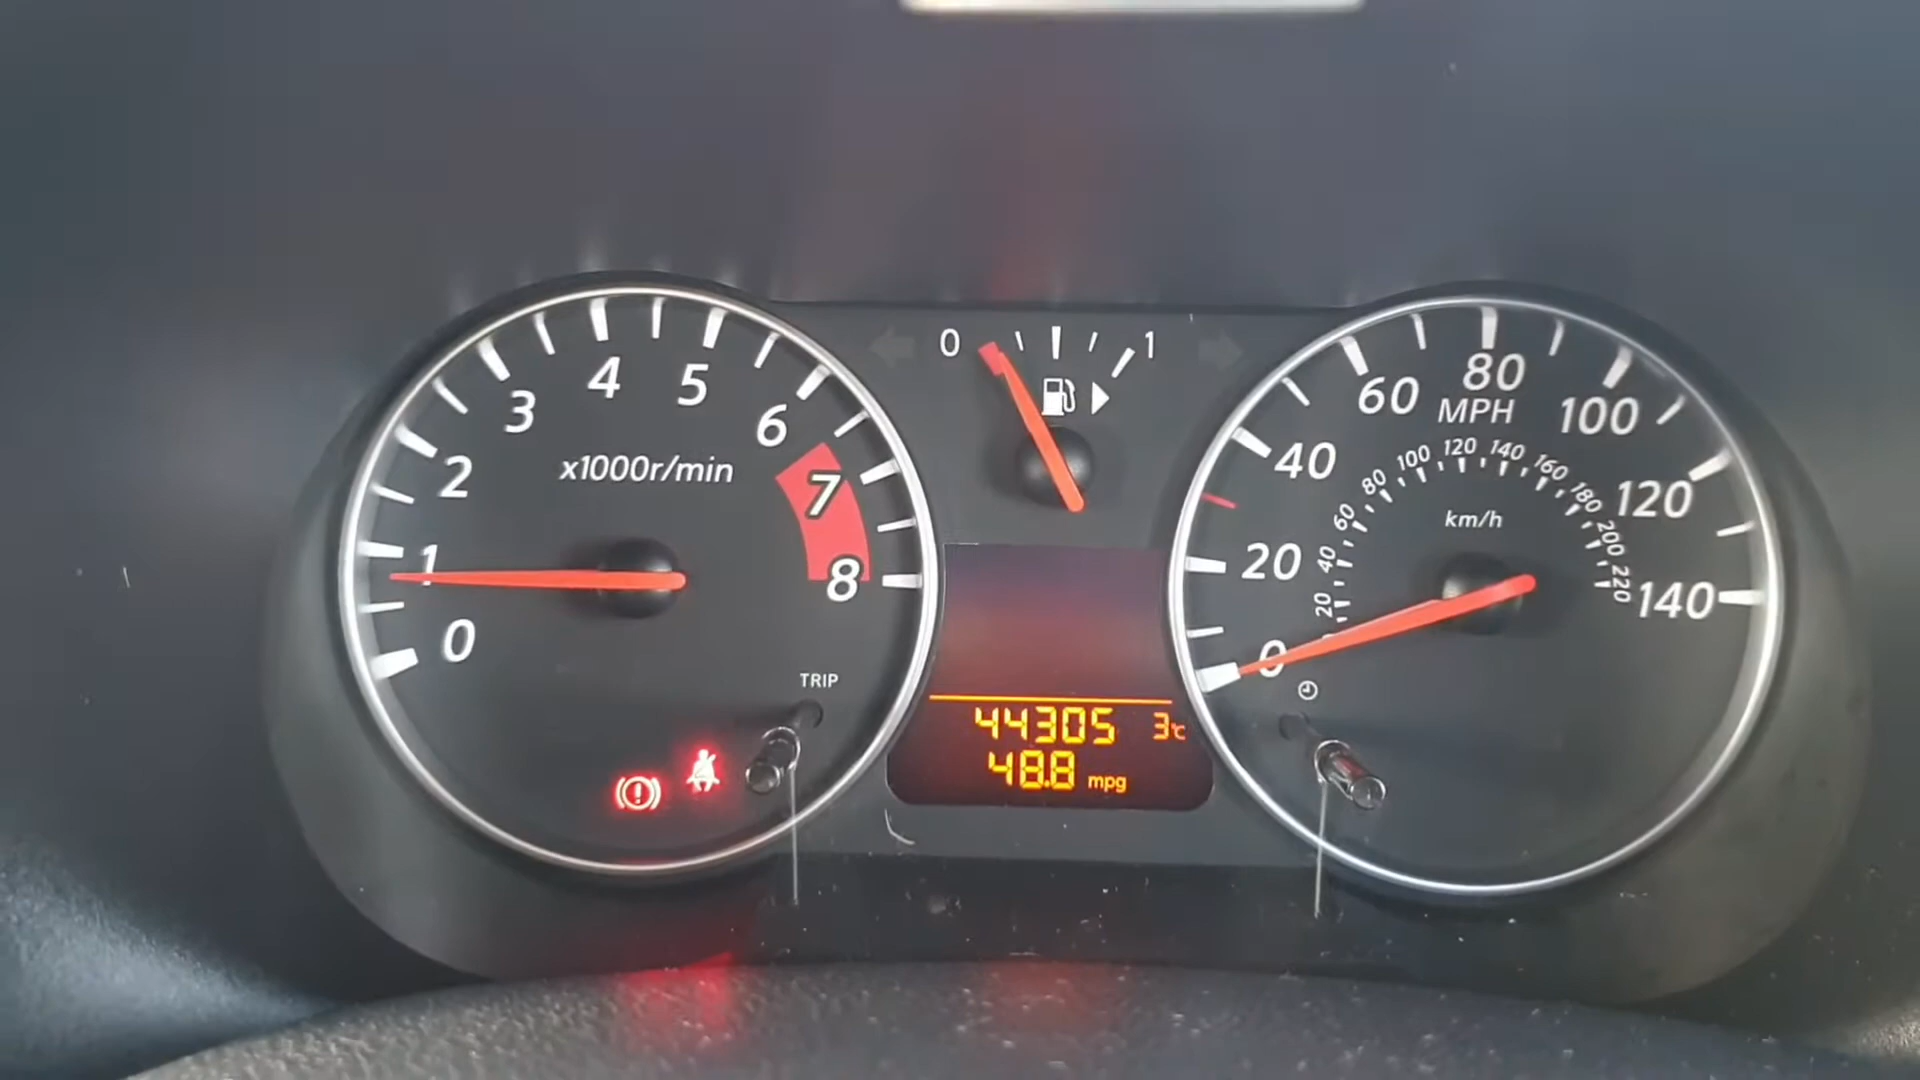 0 1 2 3 4 5 6 7 8
x1000r/min
TRIP
0 1
44305 3℃
48.8 mpg
0 20 40 60 80 100 120 140
MPH
20 40 60 80 100 120 140 160 180 200 220
km/h